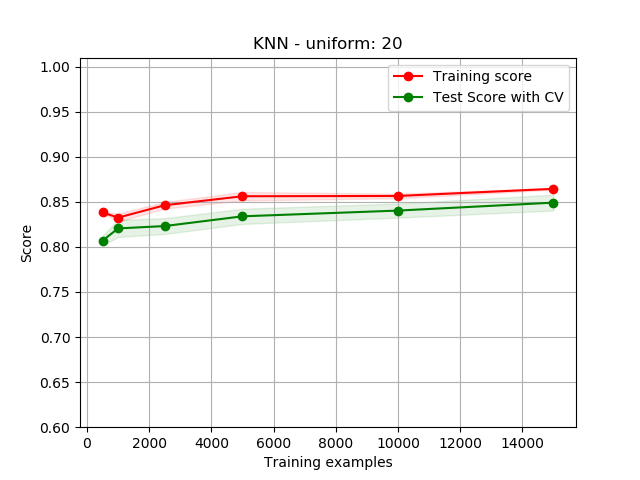 KNN - uniform: 20
Training score
Test Score with CV
1.00
0.95
0.90
0.85
0.80
0.75
0.70
0.65
0.60
Score
0 2000 4000 6000 8000 10000 12000 14000
Training examples